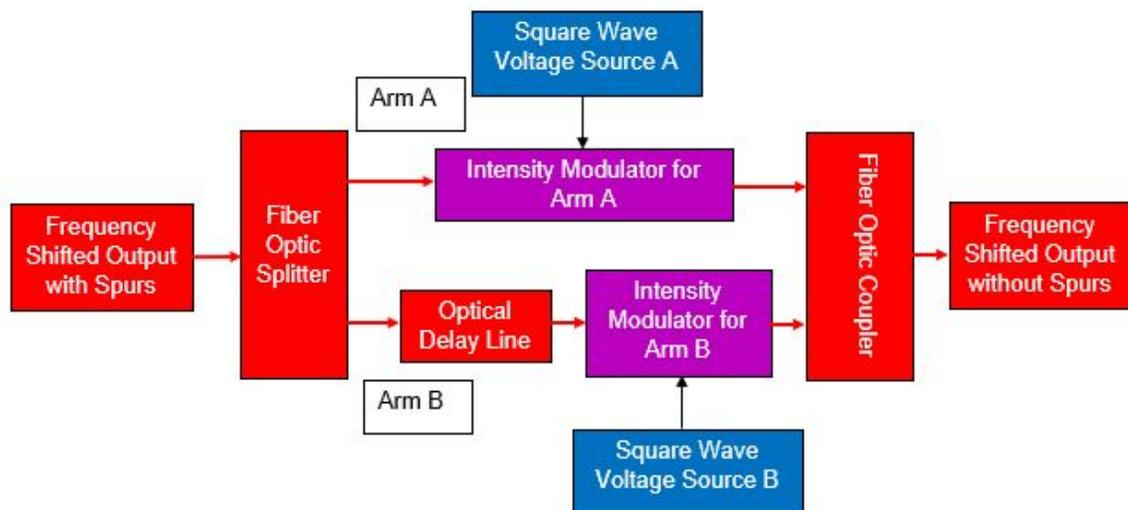 Square Wave
Voltage Source A
Arm A
Intensity Modulator for
Arm A
Fiber Optic Coupler
Frequency
Shifted Output
with Spurs
Fiber
Optic
Splitter
Frequency
Shifted Output
without Spurs
Optical
Delay Line
Intensity
Modulator for
Arm B
Arm B
Square Wave
Voltage Source B